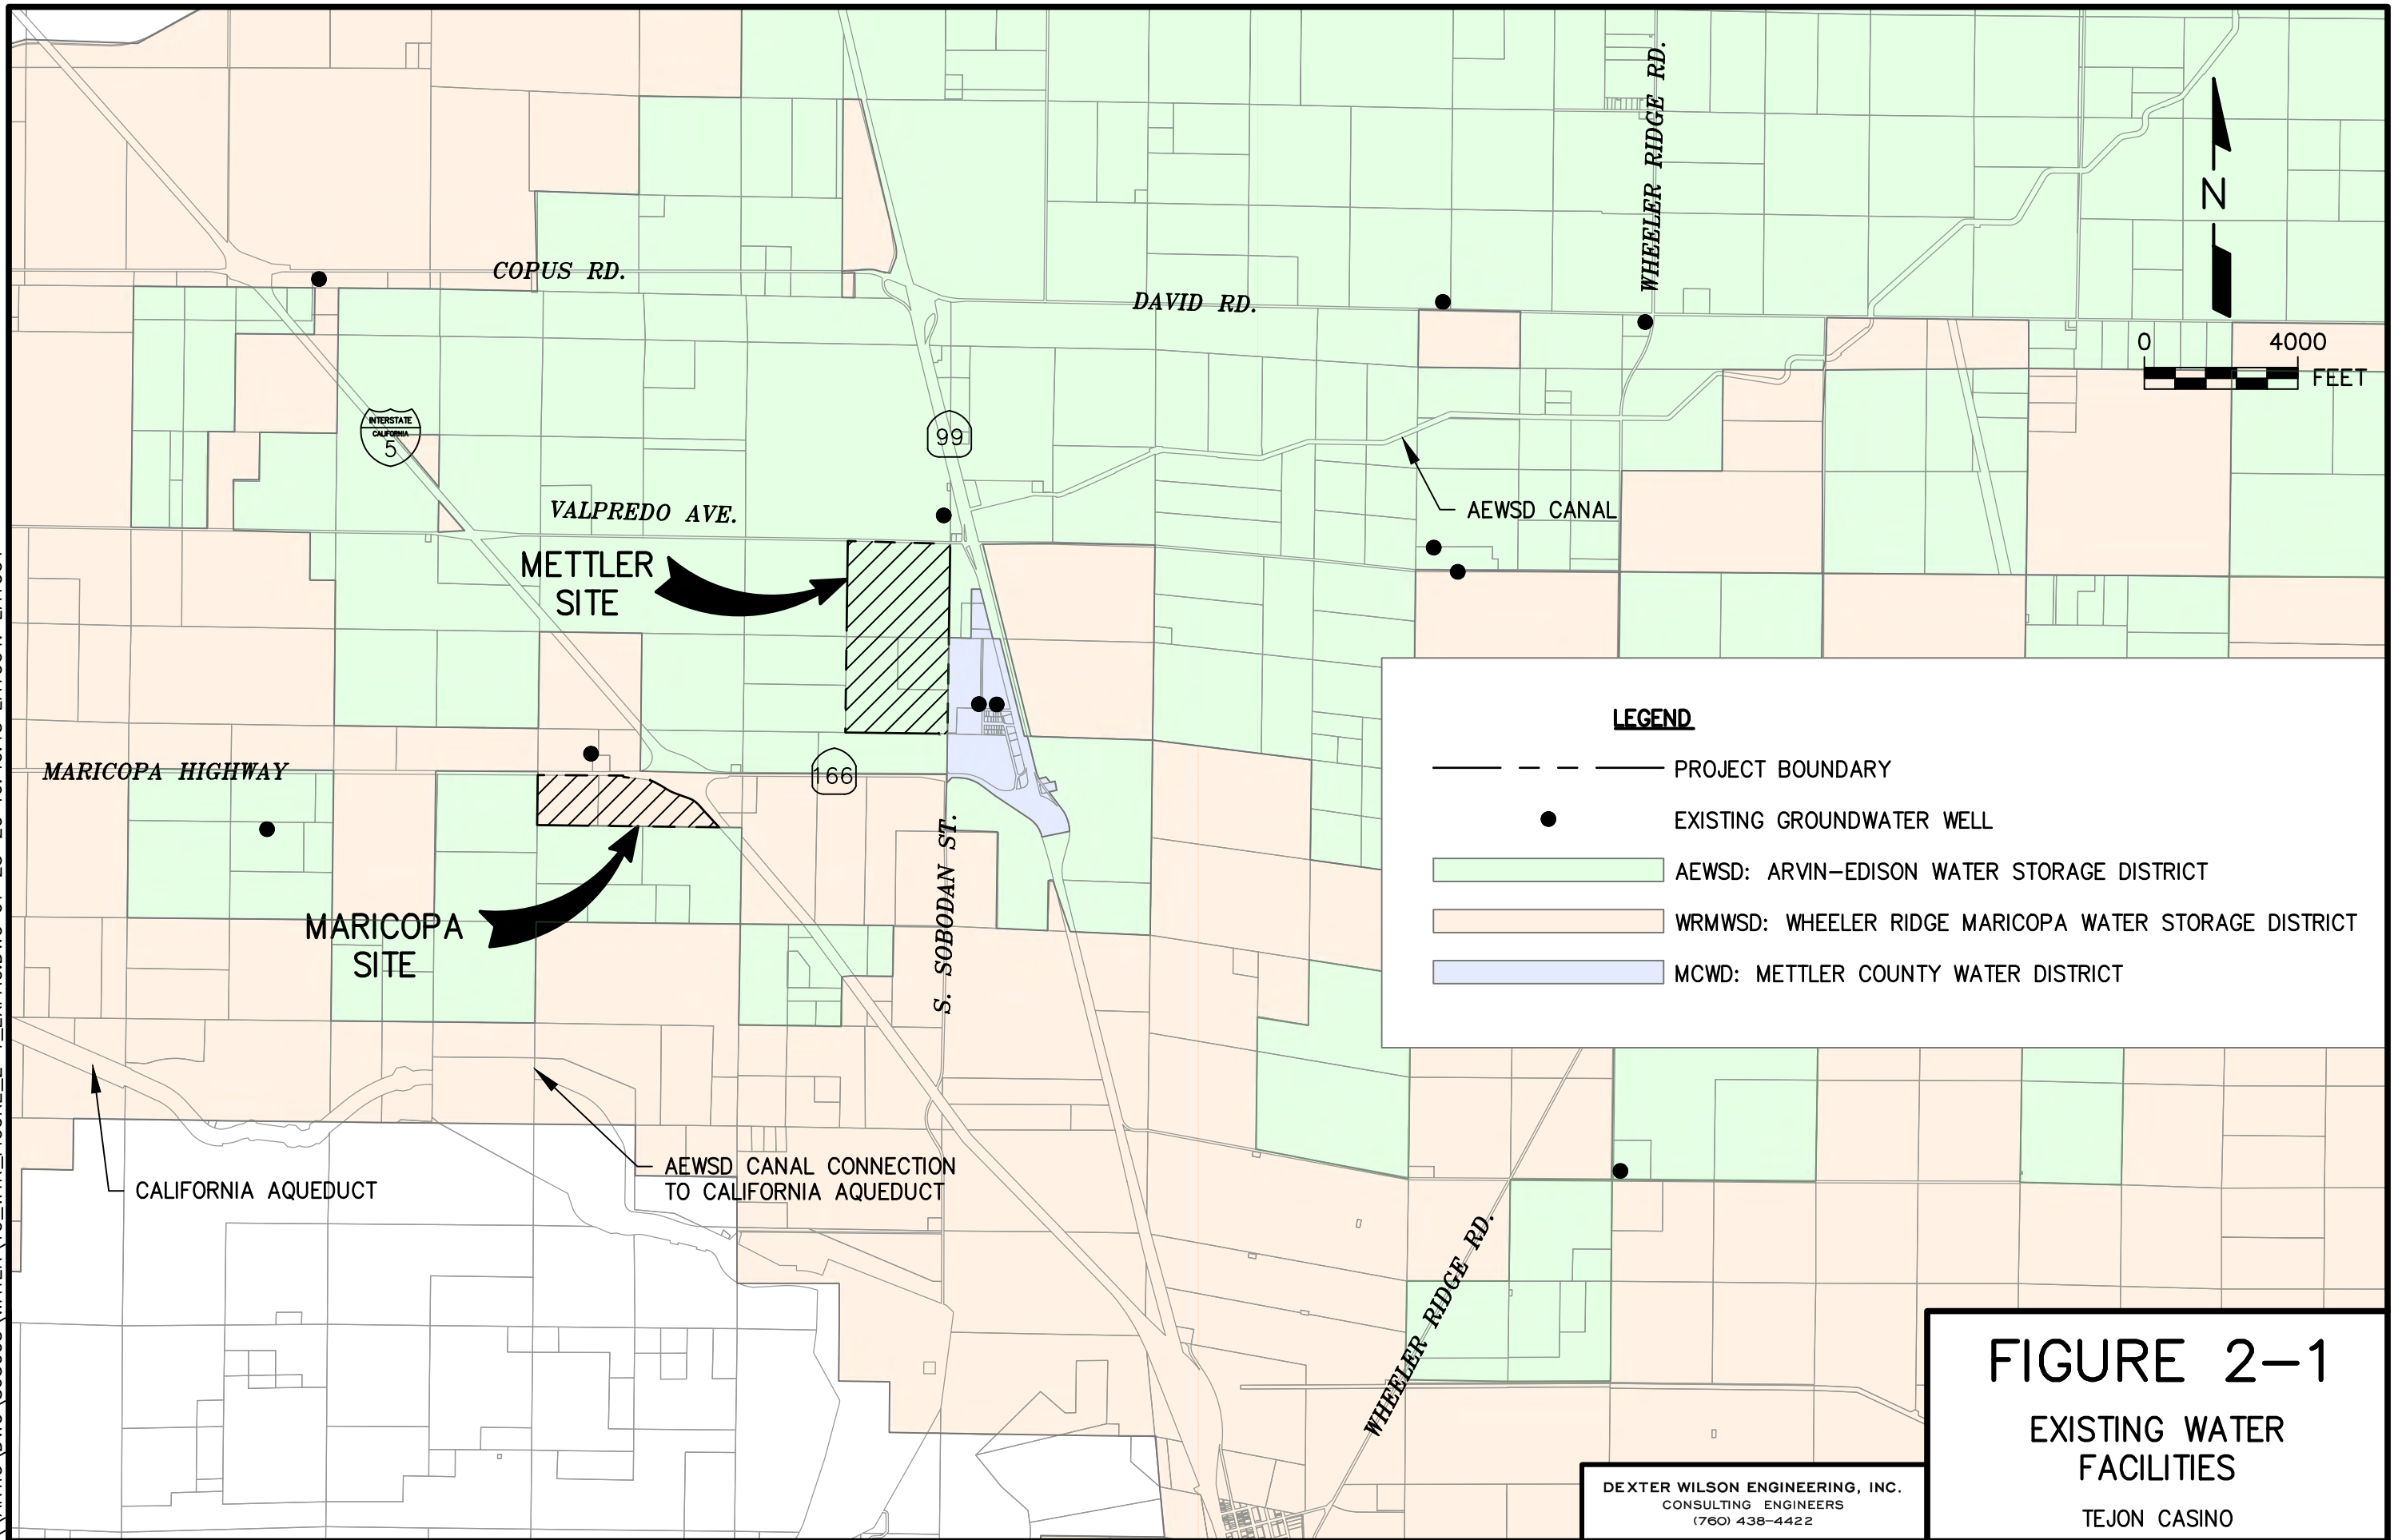 WHEELER RIDGE RD.
N
COPUS RD.
DAVID RD.
0 4000
FEET
INTERSTATE
CALIFORNIA
5
99
VALPREDO AVE.
AEWSD CANAL
METTLER
SITE
LEGEND
PROJECT BOUNDARY
EXISTING GROUNDWATER WELL
AEWSD: ARVIN-EDISON WATER STORAGE DISTRICT
WRMWSD: WHEELER RIDGE MARICOPA WATER STORAGE DISTRICT
MCWD: METTLER COUNTY WATER DISTRICT
MARICOPA HIGHWAY
166
S. SOBODAN ST.
MARICOPA
SITE
AEWSD CANAL CONNECTION
TO CALIFORNIA AQUEDUCT
CALIFORNIA AQUEDUCT
WHEELER RIDGE RD.
FIGURE 2-1
EXISTING WATER
FACILITIES
TEJON CASINO
DEXTER WILSON ENGINEERING, INC.
CONSULTING ENGINEERS
(760) 438-4422